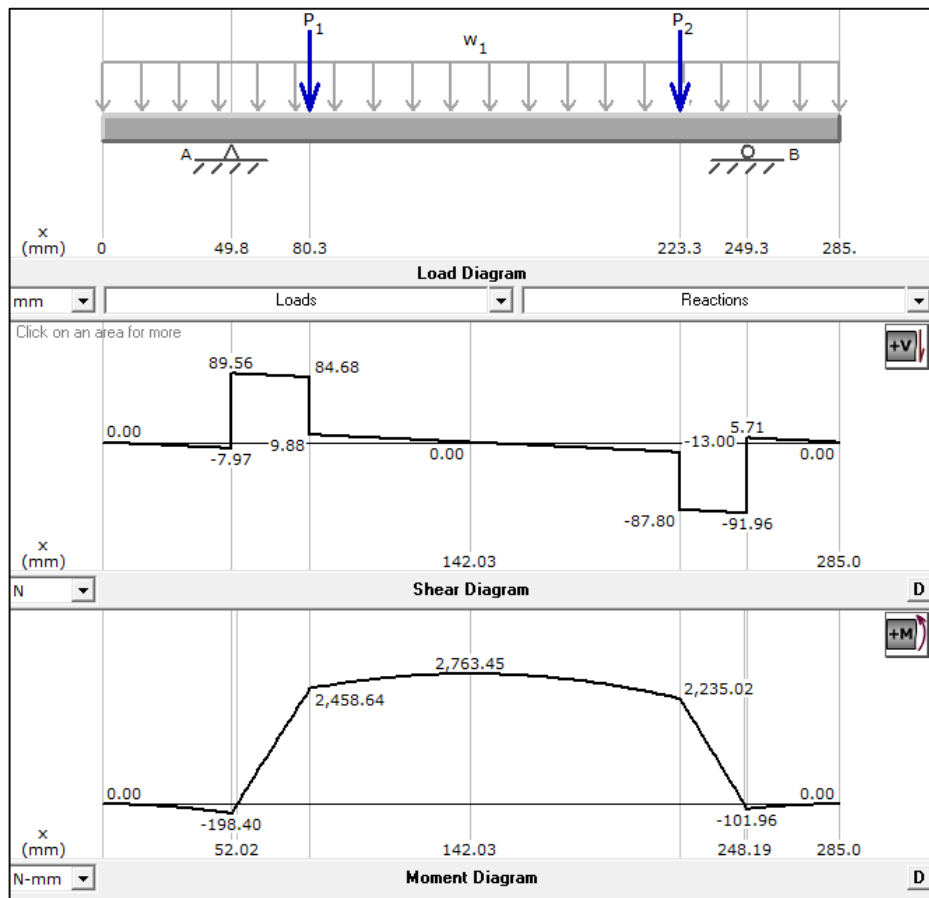 P1 P2
w1
A B
x
(mm) 0 49.8 80.3 223.3 249.3 285.
Load Diagram
mm Loads Reactions
Click on an area for more
+V
89.56 84.68
0.00 -7.97 9.88 0.00 -13.00 5.71 0.00
-87.80 -91.96
x
(mm) 142.03 285.0
N Shear Diagram D
+M
2,763.45
2,458.64 2,235.02
0.00 0.00
-198.40 -101.96
x
(mm) 52.02 142.03 248.19 285.0
N-mm Moment Diagram D